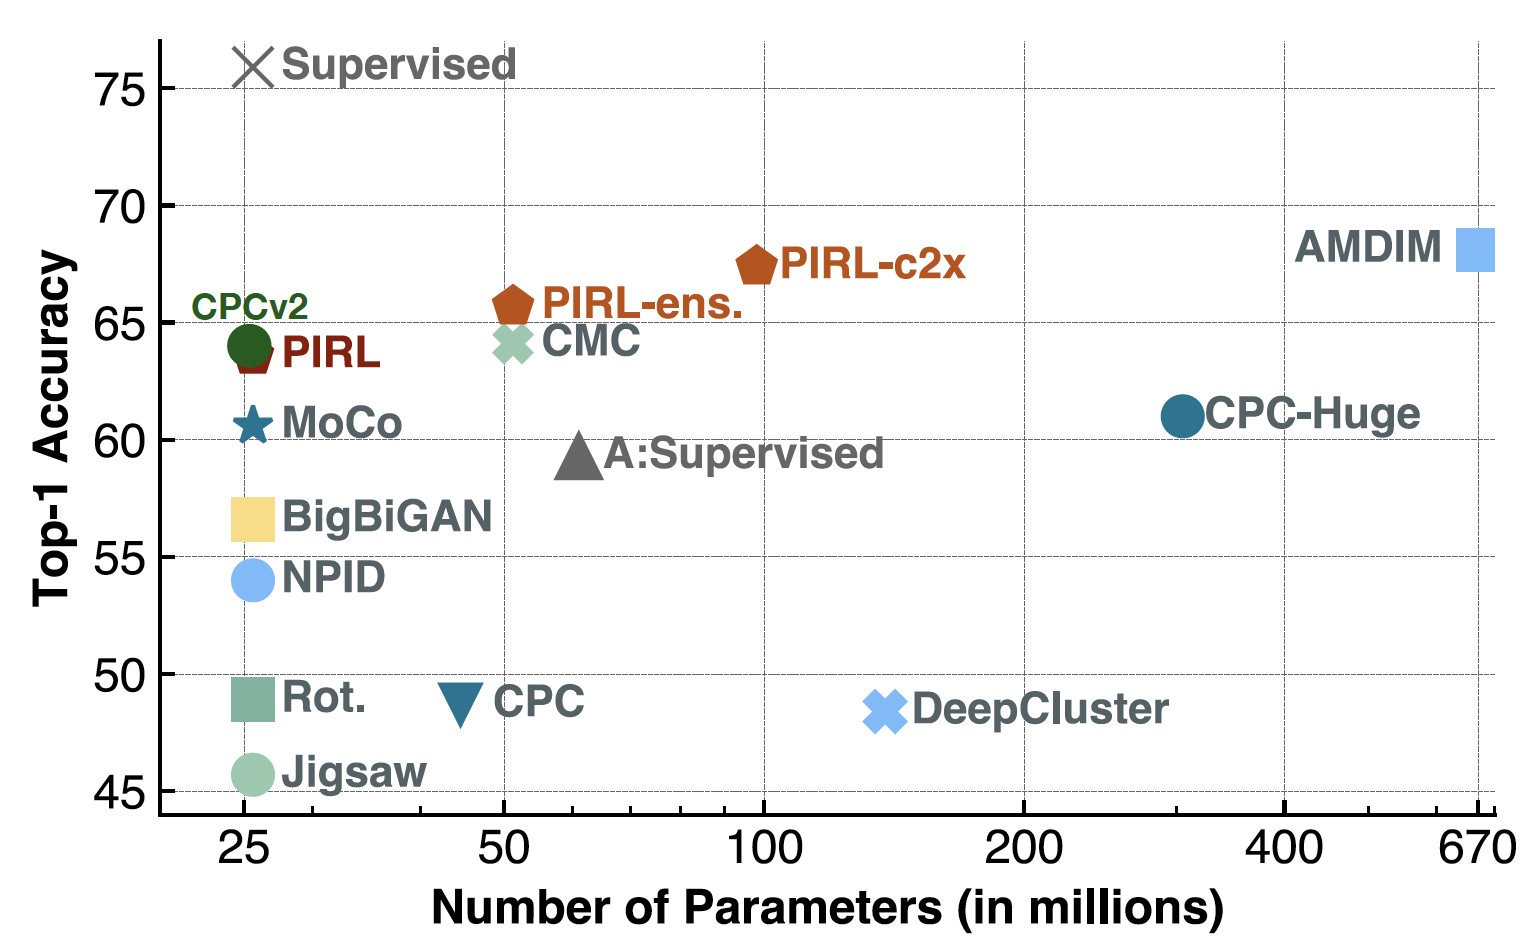 Supervised
75
70
AMDIM
PIRL-c2x
PIRL-ens.
CPCv2
65
CMC
PIRL
MoCo
CPC-Huge
60
A:Supervised
BigBiGAN
55
NPID
50
Rot.
CPC
DeepCluster
Jigsaw
45
Top-1 Accuracy
25 50 100 200 400 670
Number of Parameters (in millions)